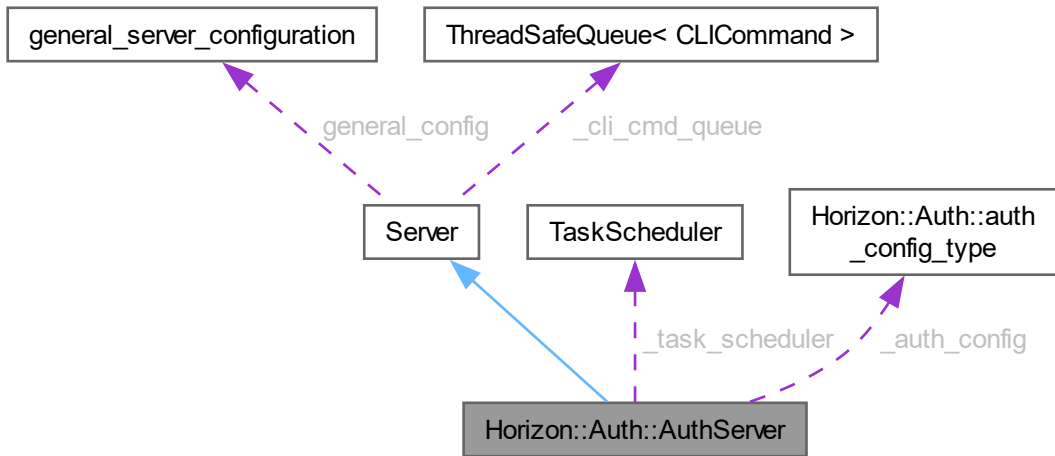 general_server_configuration
ThreadSafeQueue< CLICommand >
general_config
_cli_cmd_queue
Server
TaskScheduler
Horizon::Auth::auth
_config_type
_task_scheduler
_auth_config
Horizon::Auth::AuthServer